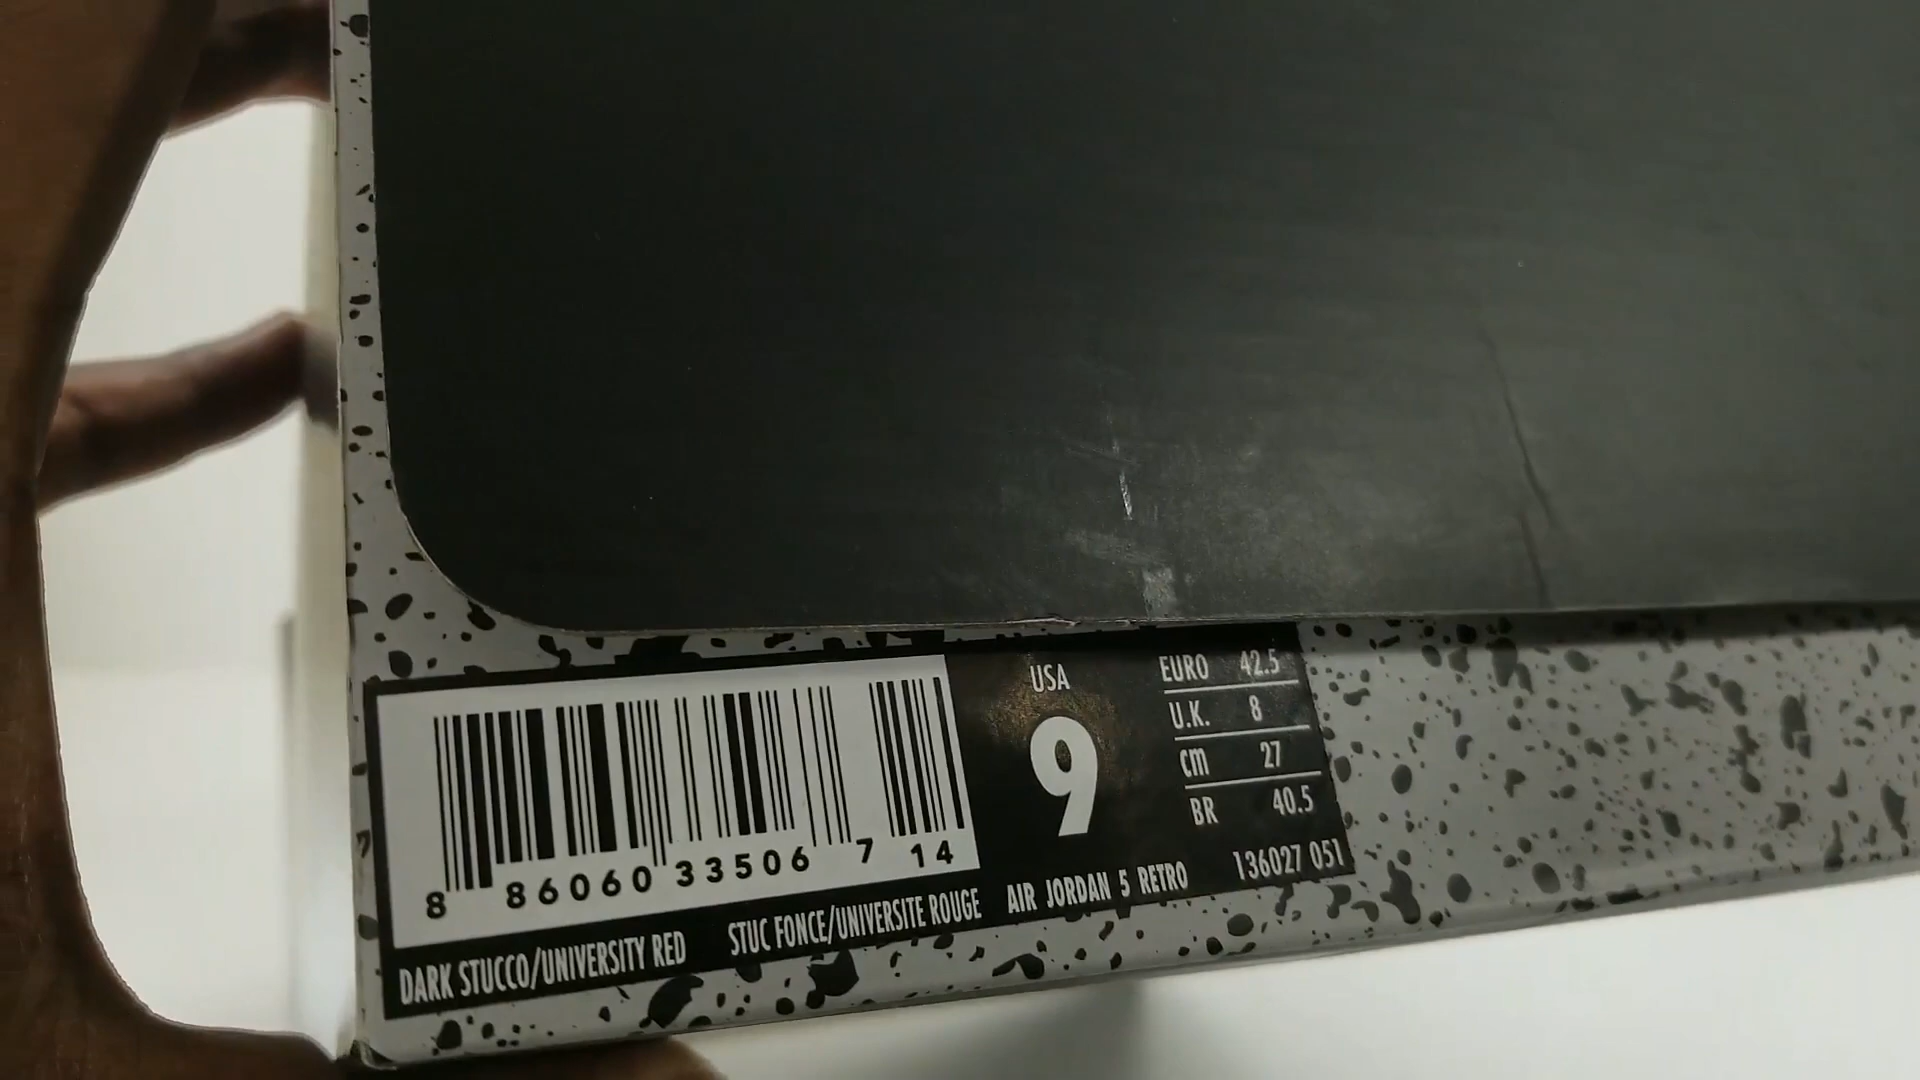 8 86060 33506 7 14
USA
9
EURO 42.5
U.K. 8
cm 27
BR 40.5
DARK STUCCO/UNIVERSITY RED STUC FONCE/UNIVERSITE ROUGE AIR JORDAN 5 RETRO 136027 051